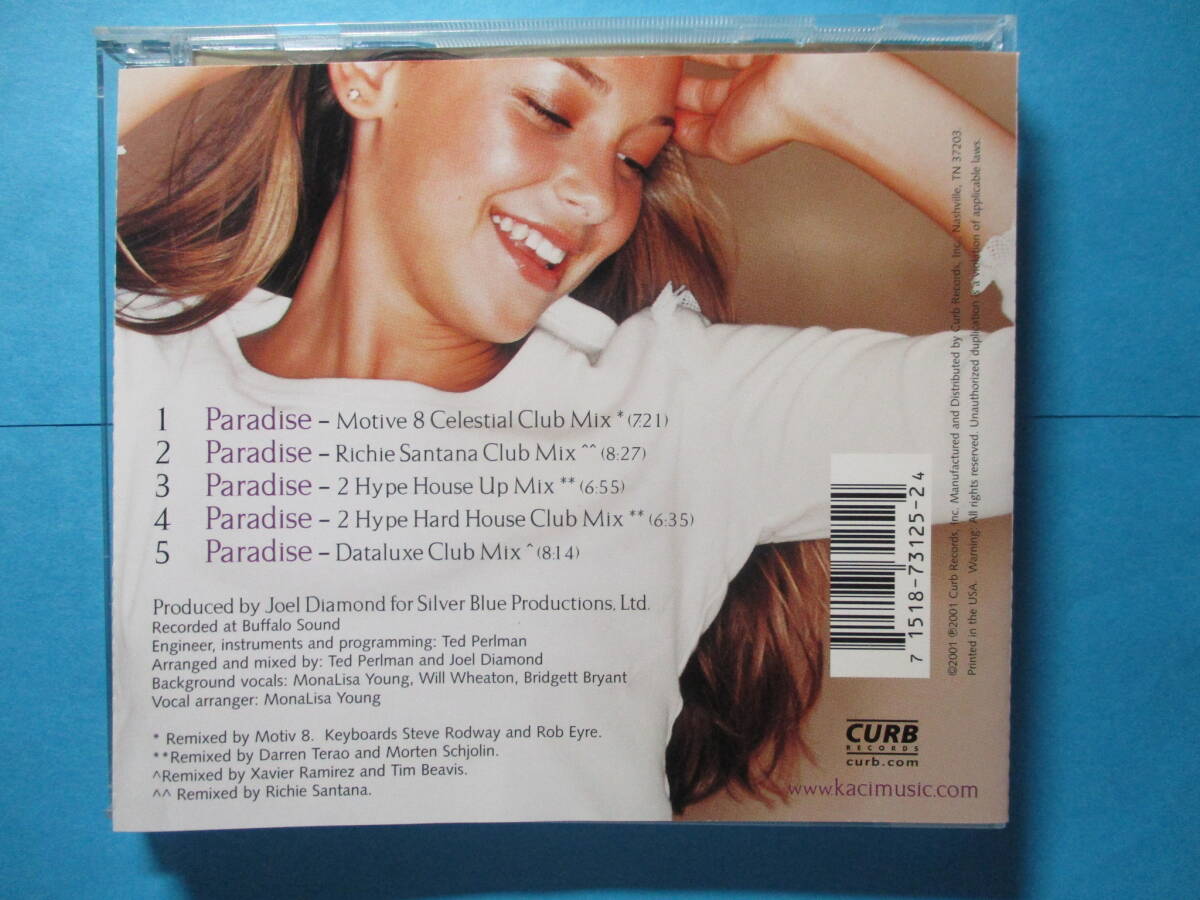 1 Paradise – Motive 8 Celestial Club Mix * (7:21)
2 Paradise – Richie Santana Club Mix ^^ (8:27)
3 Paradise – 2 Hype House Up Mix ** (6:55)
4 Paradise – 2 Hype Hard House Club Mix ** (6:35)
5 Paradise – Dataluxe Club Mix ^ (8:14)
Produced by Joel Diamond for Silver Blue Productions, Ltd.
Recorded at Buffalo Sound
Engineer, instruments and programming: Ted Perlman
Arranged and mixed by: Ted Perlman and Joel Diamond
Background vocals: MonaLisa Young, Will Wheaton, Bridgett Bryant
Vocal arranger: MonaLisa Young
* Remixed by Motiv 8. Keyboards Steve Rodway and Rob Eyre.
**Remixed by Darren Terao and Morten Schjolin.
^Remixed by Xavier Ramirez and Tim Beavis.
^^ Remixed by Richie Santana.
7 1518-73125-24
©2001 ℗2001 Curb Records, Inc. Manufactured and Distributed by Curb Records, Inc., Nashville, TN 37203.
Printed in the USA. Warning: All rights reserved. Unauthorized duplication is a violation of applicable laws.
CURB
RECORDS
curb.com
www.kacimusic.com